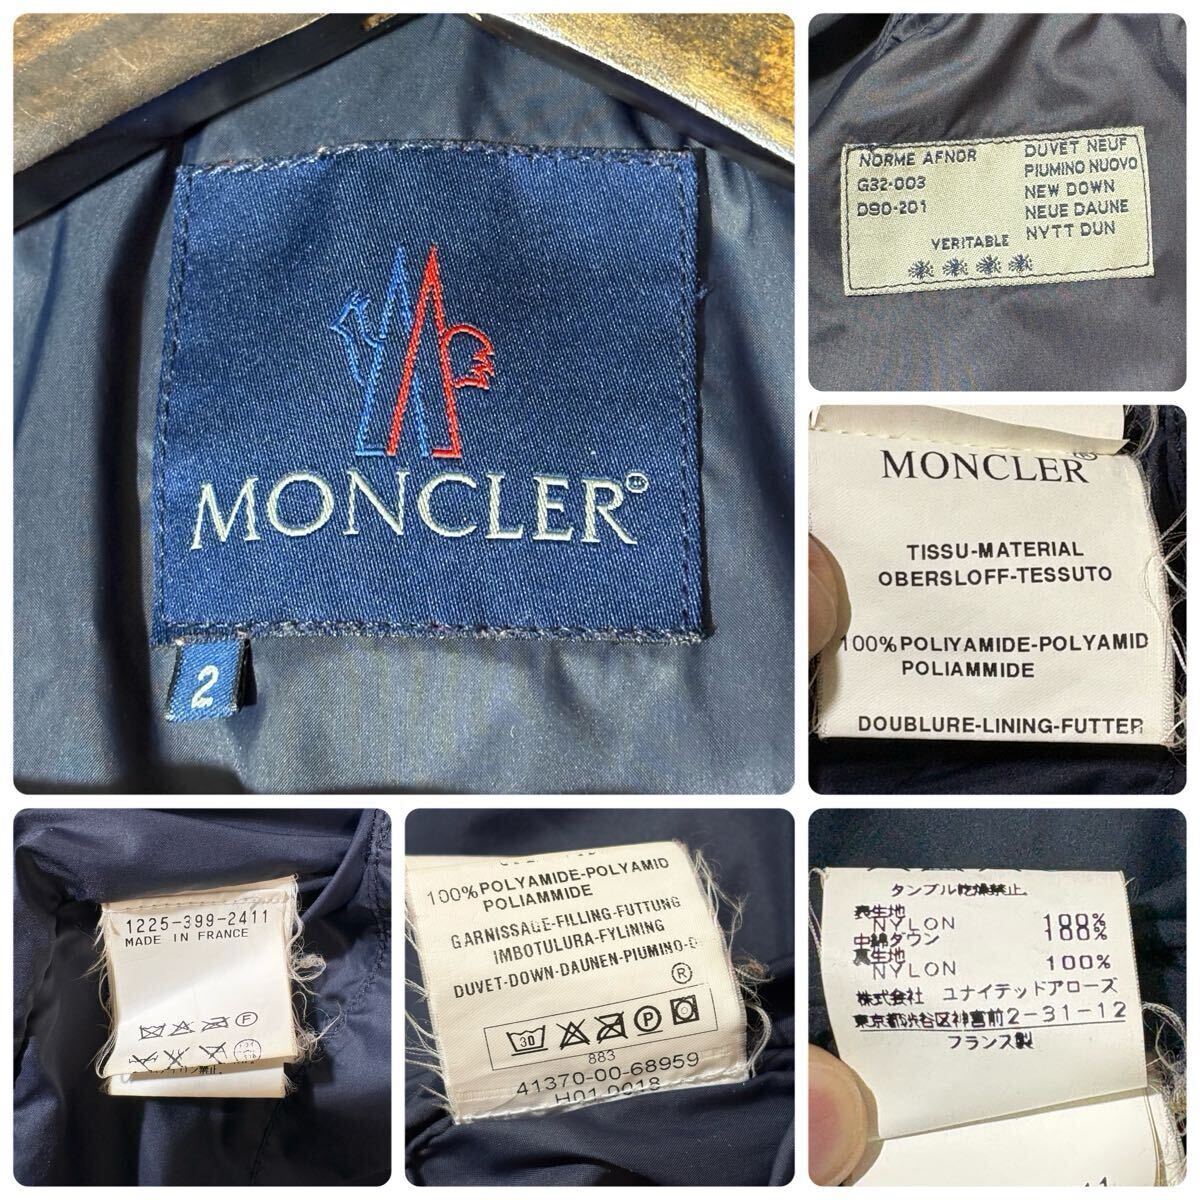 MONCLER®
2
NORME AFNOR
G32-003
D90-201
DUVET NEUF
PIUMINO NUOVO
NEW DOWN
NEUE DAUNE
NYTT DUN
VERITABLE
MONCLER®
TISSU-MATERIAL
OBERSLOFF-TESSUTO
100%POLIYAMIDE-POLYAMID
POLIAMMIDE
DOUBLURE-LINING-FUTTER
1225-399-2411
MADE IN FRANCE
F
100%POLYAMIDE-POLYAMID
POLIAMMIDE
GARNISSAGE-FILLING-FUTTUNG
IMBOTULURA-FYLINING
DUVET-DOWN-DAUNEN-PIUMINO-D
®
30 P
883
41370-00-68959
H01 0018
タンブル乾燥禁止。
表生地
NYLON 100%
中綿ダウン 100%
裏生地
NYLON 100%
株式会社 ユナイテッドアローズ
東京都渋谷区神宮前2-31-12
フランス製